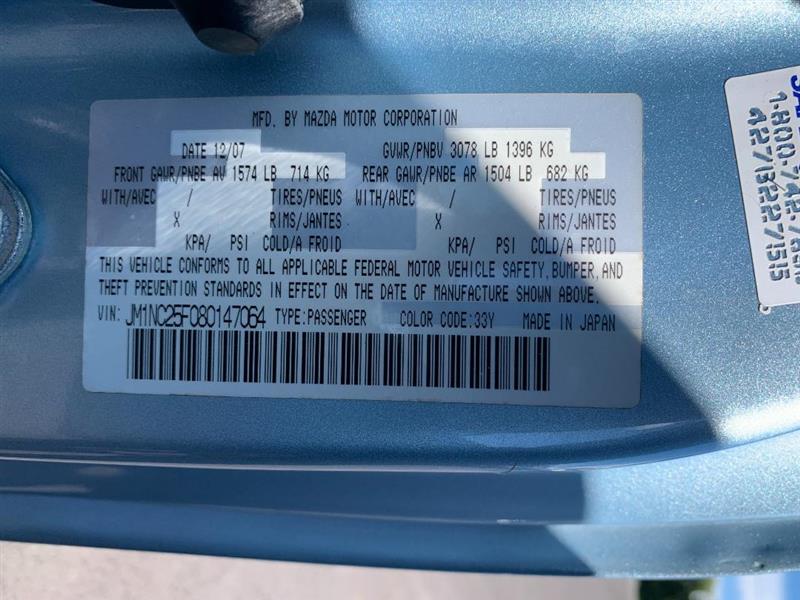 MFD. BY MAZDA MOTOR CORPORATION
DATE 12/07 GVWR/PNBV 3078 LB 1396 KG
FRONT GAWR/PNBE AV 1574 LB 714 KG REAR GAWR/PNBE AR 1504 LB 682 KG
WITH/AVEC / TIRES/PNEUS WITH/AVEC / TIRES/PNEUS
X RIMS/JANTES X RIMS/JANTES
KPA/ PSI COLD/A FROID KPA/ PSI COLD/A FROID
THIS VEHICLE CONFORMS TO ALL APPLICABLE FEDERAL MOTOR VEHICLE SAFETY, BUMPER, AND
THEFT PREVENTION STANDARDS IN EFFECT ON THE DATE OF MANUFACTURE SHOWN ABOVE.
VIN: JM1NC25F080147064 TYPE:PASSENGER COLOR CODE:33Y MADE IN JAPAN
1-800-742-